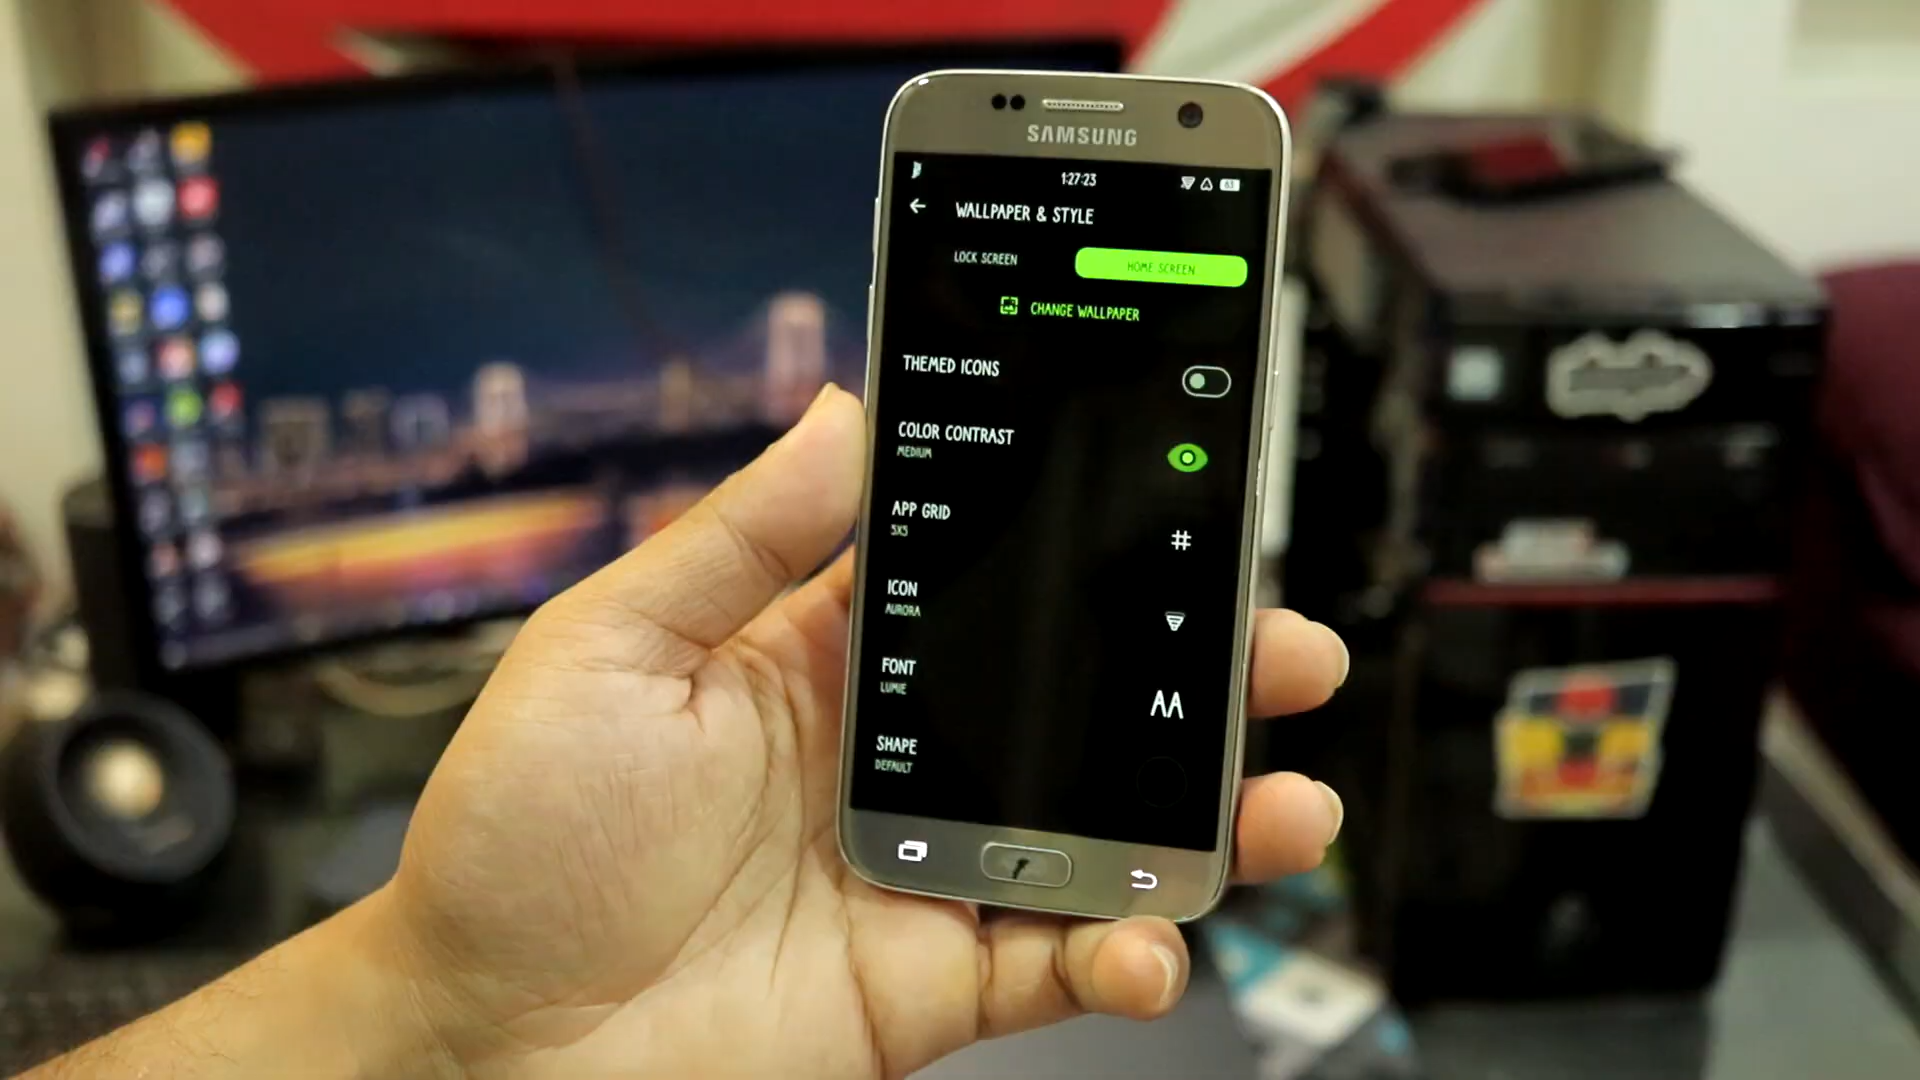 SAMSUNG
1:27:23
63
WALLPAPER & STYLE
LOCK SCREEN
HOME SCREEN
CHANGE WALLPAPER
THEMED ICONS
COLOR CONTRAST
MEDIUM
APP GRID
5X5
#
ICON
AURORA
FONT
LUMIE
AA
SHAPE
DEFAULT